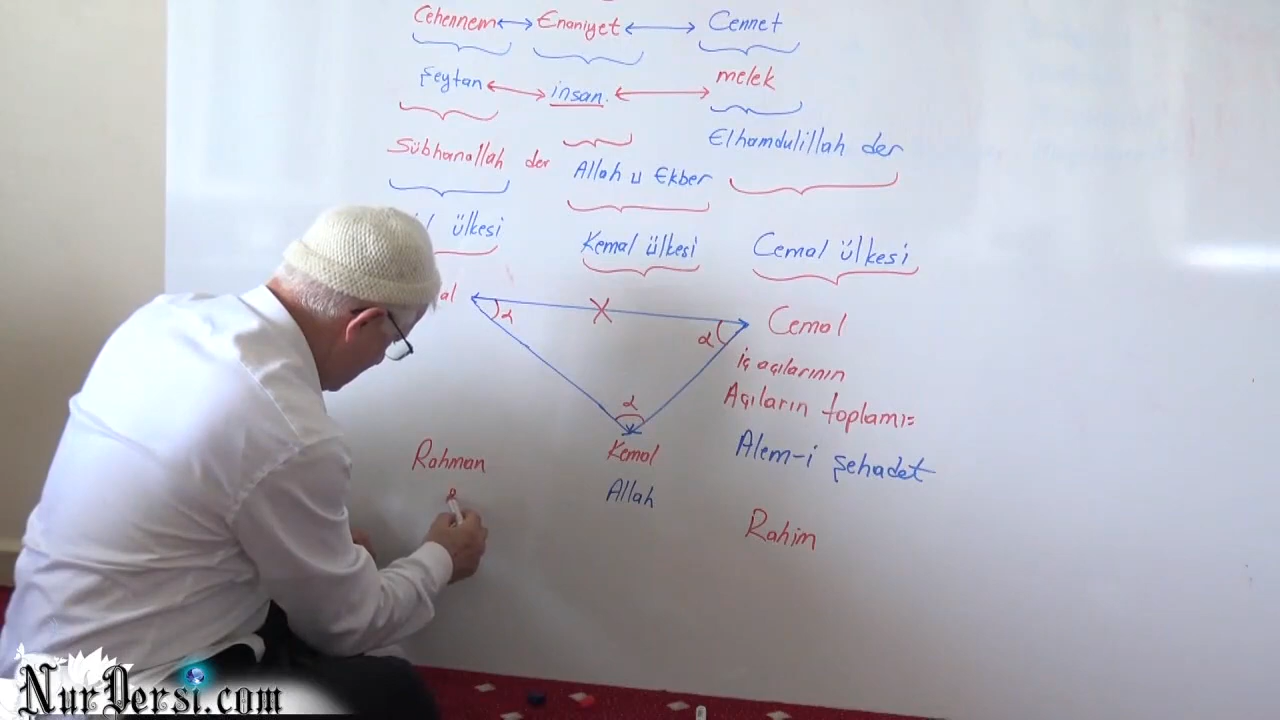 Cehennem Enaniyet Cennet
Şeytan insan. melek
Sübhanallah der Allah u Ekber Elhamdulillah der
ülkesi Kemal ülkesi Cemal ülkesi
al Cemal
α α
iç açılarının
Açıların toplamı=
α
Rahman Kemal Alem-i şehadet
Allah
Rahim
NurDersi.com